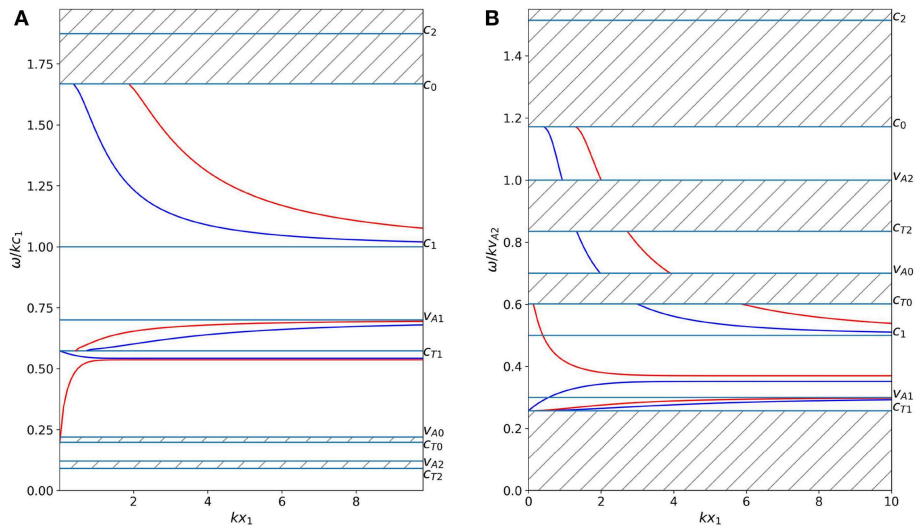 A
c2
1.75
c0
1.50
1.25
ω/kc1
c1
1.00
0.75
vA1
cT1
0.50
0.25
vA0
cT0
vA2
cT2
0.00
2 4 6 8
kx1
B
c2
1.4
c0
1.2
vA2
1.0
ω/kvA2
cT2
0.8
vA0
cT0
0.6
c1
0.4
vA1
cT1
0.2
0.0
0 2 4 6 8 10
kx1